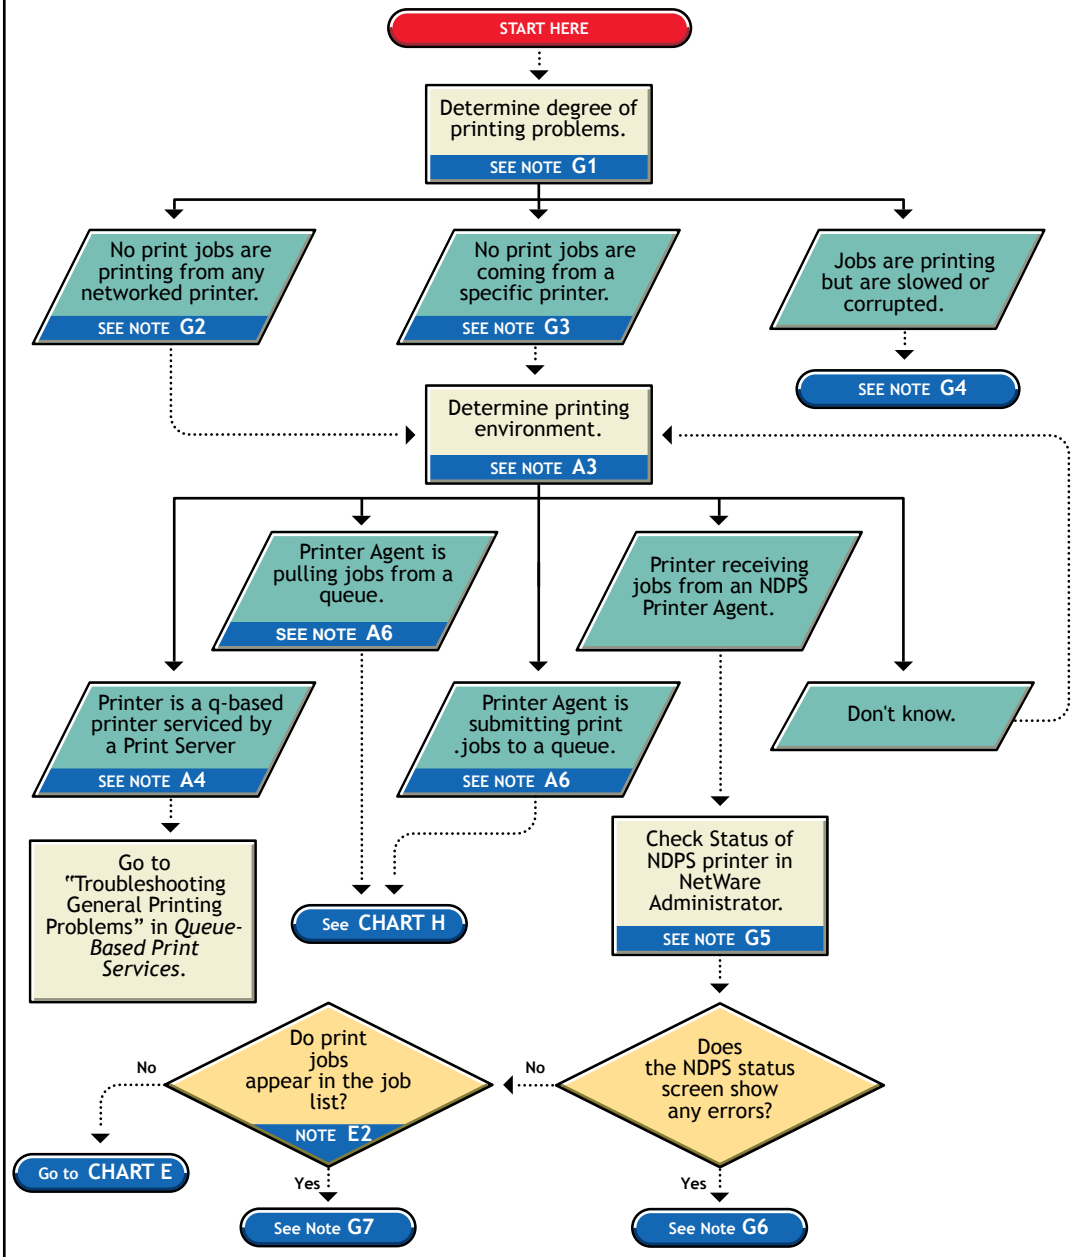 START HERE
Determine degree of
printing problems.
SEE NOTE G1
No print jobs are
printing from any
networked printer.
SEE NOTE G2
No print jobs are
coming from a
specific printer.
SEE NOTE G3
Jobs are printing
but are slowed or
corrupted.
SEE NOTE G4
Determine printing
environment.
SEE NOTE A3
Printer Agent is
pulling jobs from a
queue.
SEE NOTE A6
Printer receiving
jobs from an NDPS
Printer Agent.
Printer is a q-based
printer serviced by
a Print Server
SEE NOTE A4
Printer Agent is
submitting print
.jobs to a queue.
SEE NOTE A6
Don't know.
Go to
“Troubleshooting
General Printing
Problems” in Queue-
Based Print
Services.
See CHART H
Check Status of
NDPS printer in
NetWare
Administrator.
SEE NOTE G5
Do print
jobs
appear in the job
list?
NOTE E2
No
Does
the NDPS status
screen show
any errors?
No
Go to CHART E
Yes
See Note G7
Yes
See Note G6